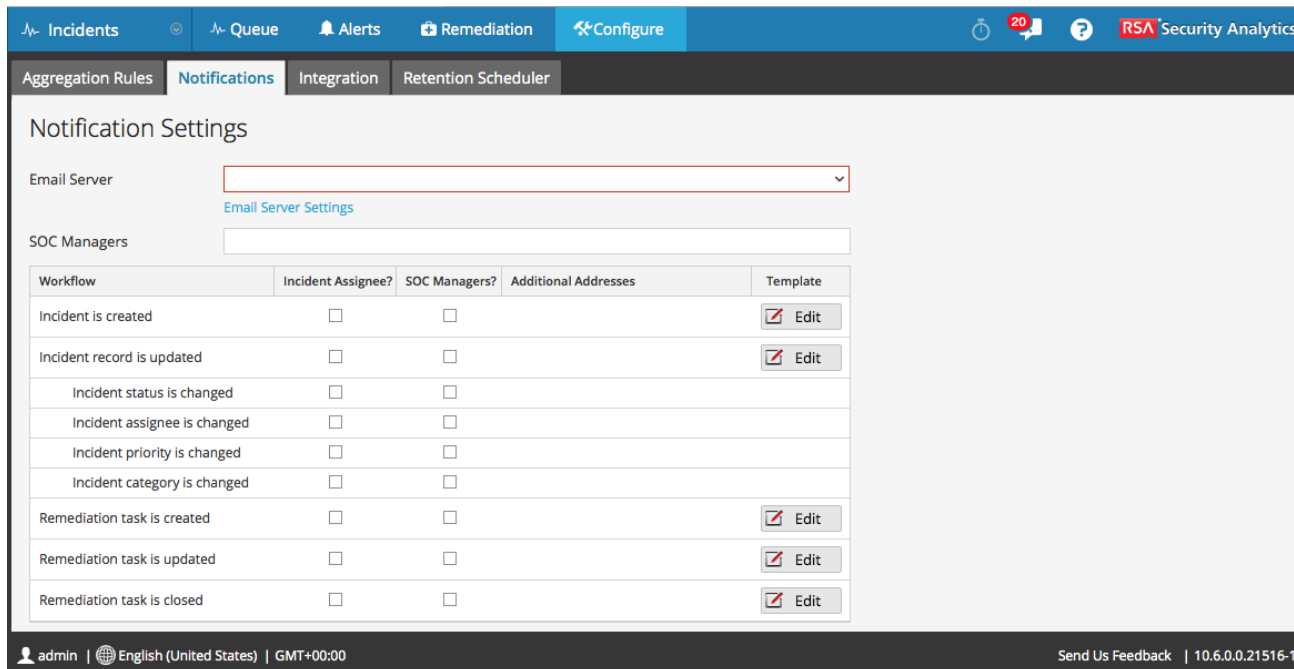 Incidents Queue Alerts Remediation Configure 20 RSA Security Analytics
Aggregation Rules Notifications Integration Retention Scheduler
Notification Settings
Email Server
Email Server Settings
SOC Managers
Workflow Incident Assignee? SOC Managers? Additional Addresses Template
Incident is created Edit
Incident record is updated Edit
Incident status is changed
Incident assignee is changed
Incident priority is changed
Incident category is changed
Remediation task is created Edit
Remediation task is updated Edit
Remediation task is closed Edit
admin | English (United States) | GMT+00:00 Send Us Feedback | 10.6.0.0.21516-1